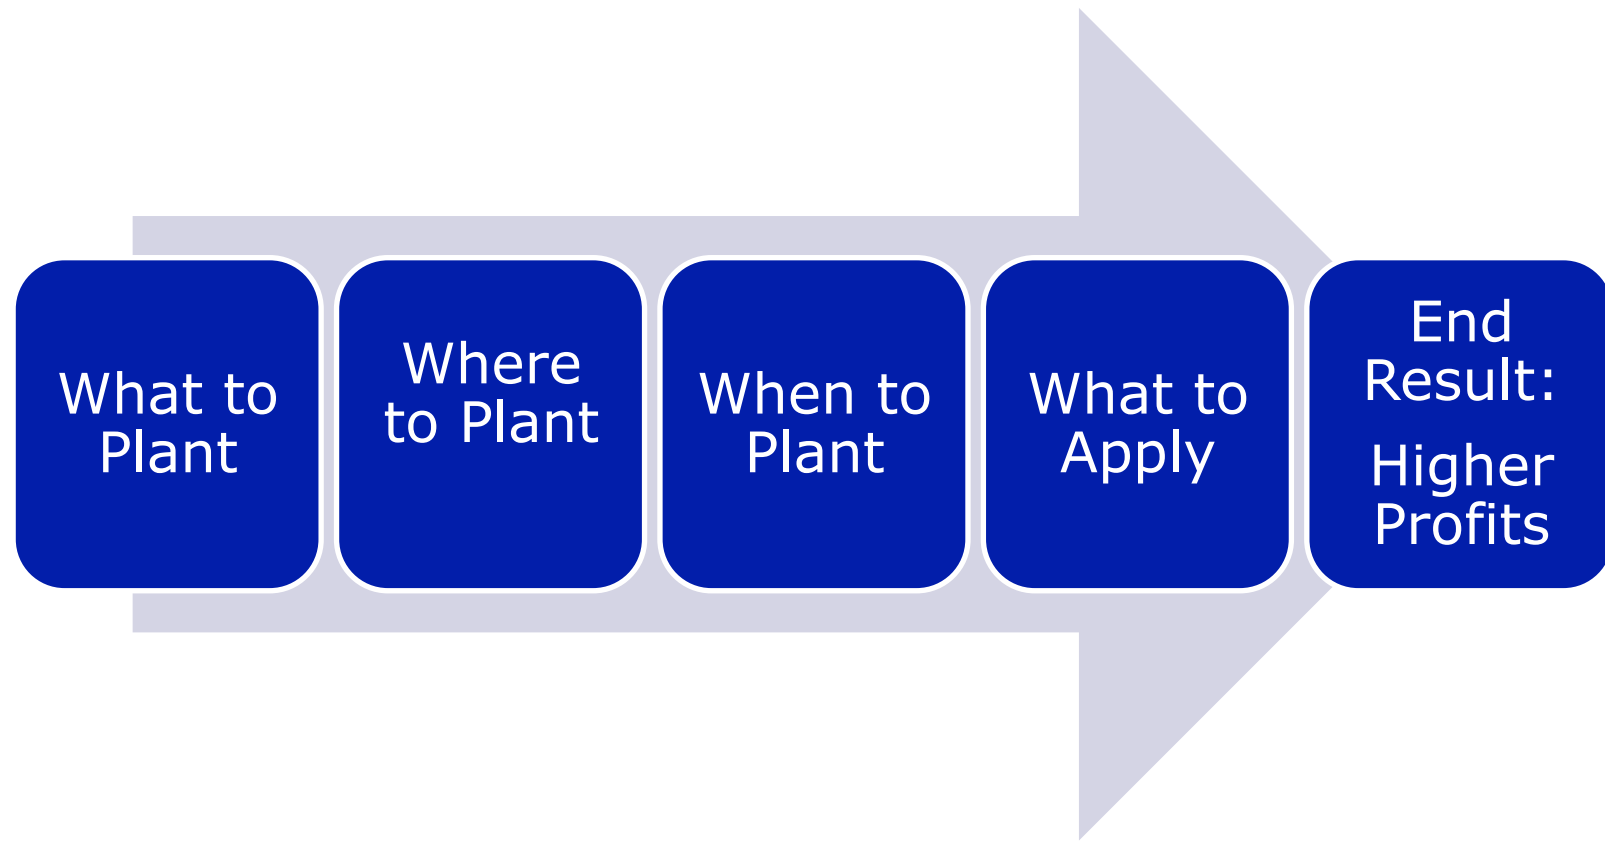 What to
Plant
Where
to Plant
When to
Plant
What to
Apply
End
Result:
Higher
Profits